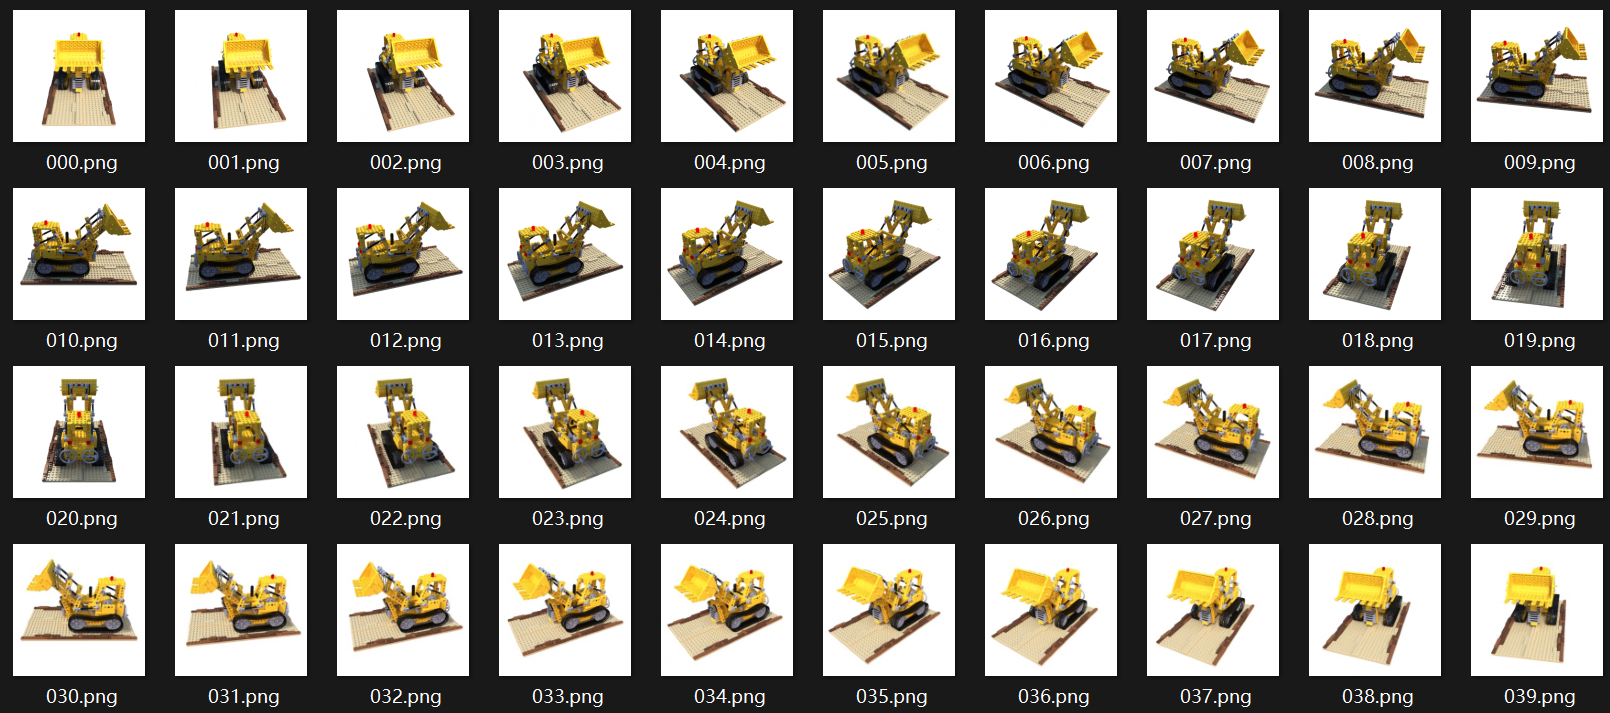 000.png 001.png 002.png 003.png 004.png 005.png 006.png 007.png 008.png 009.png
010.png 011.png 012.png 013.png 014.png 015.png 016.png 017.png 018.png 019.png
020.png 021.png 022.png 023.png 024.png 025.png 026.png 027.png 028.png 029.png
030.png 031.png 032.png 033.png 034.png 035.png 036.png 037.png 038.png 039.png